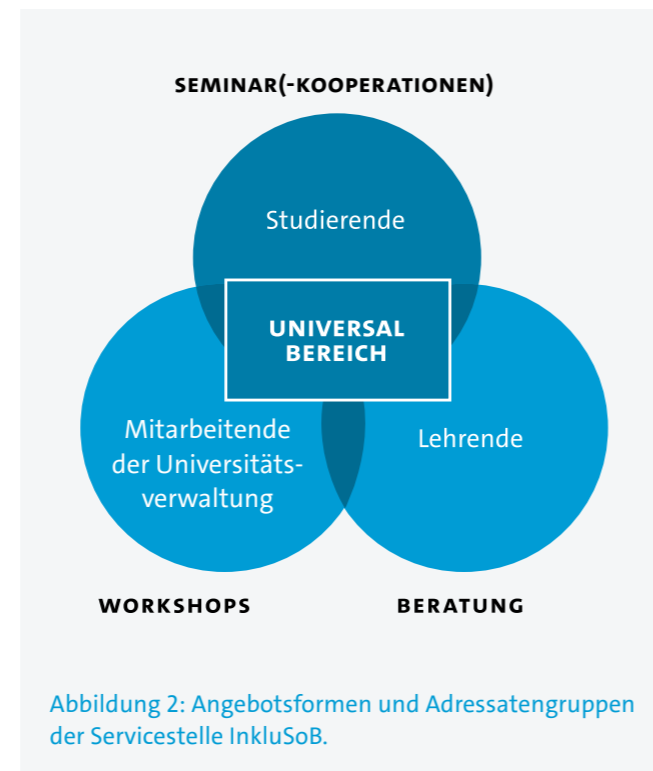 SEMINAR(-KOOPERATIONEN)
Studierende
UNIVERSAL
BEREICH
Mitarbeitende
der Universitäts-
verwaltung
Lehrende
WORKSHOPS
BERATUNG
Abbildung 2: Angebotsformen und Adressatengruppen
der Servicestelle InkluSoB.